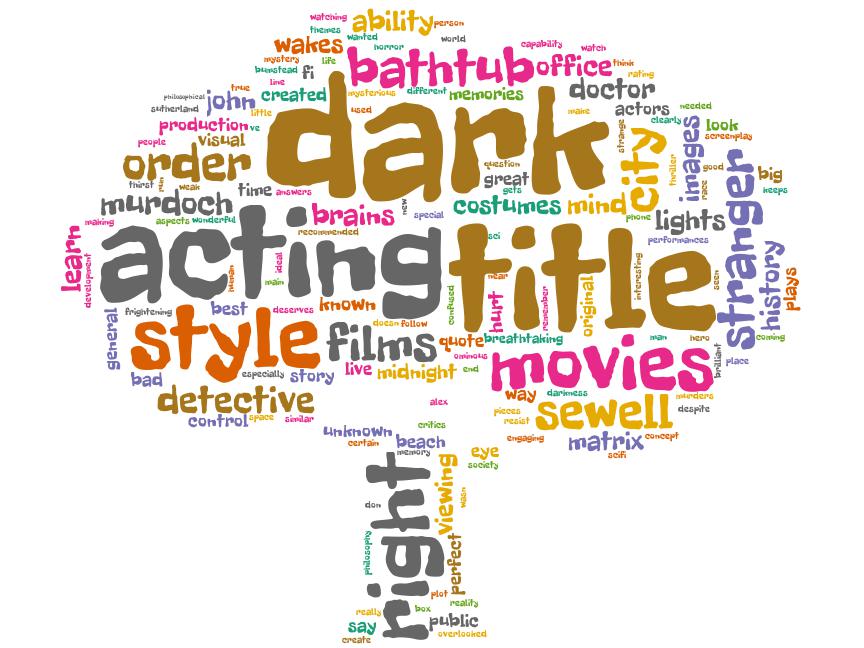 watching
ability
person
themes
wanted
world
wakes
horror
capability
watch
mystery
life
bathtub
office
think
bumstead
fi
rating
line
dark
doctor
true
created
mysterious
different
memories
philosophical
john
sutherland
little
used
make
actors
needed
clearly
look
screenplay
production
ve
strange
city
images
people
visual
thriller
good
order
question
great
gets
stranger
big
keeps
thirst
run
weak
time
answers
race
murdoch
new
special
costumes
mind
phone
lights
making
aspects
wonderful
brains
recommended
sci
performances
learn
development
acting
title
human
ideal
main
near
interesting
seen
history
plays
general
frightening
best
deserves
known
confused
hurt
remember
original
style
doesn
follow
films
quote
breathtaking
man
hero
coming
ominous
movies
brilliant
place
bad
especially
story
live
midnight
end
detective
way
darkness
murders
control
space
similar
alex
pieces
resist
sewell
despite
unknown
critics
certain
beach
memory
engaging
matrix
concept
scifi
eye
society
right
viewing
don
wasn
philosophy
perfect
plot
really
box
reality
say
public
create
overlooked